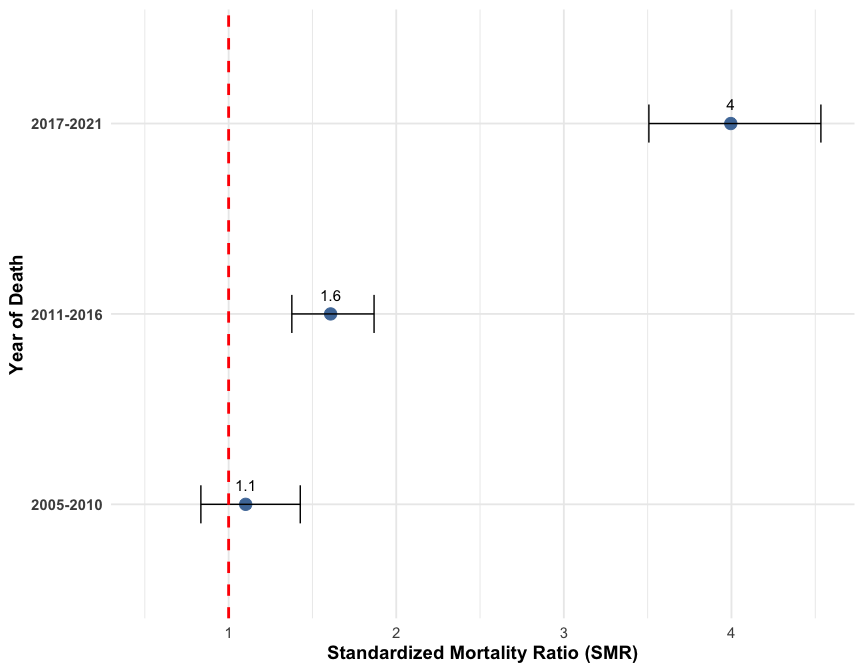 4
2017-2021
1.6
2011-2016
1.1
2005-2010
Year of Death
1 2 3 4
Standardized Mortality Ratio (SMR)